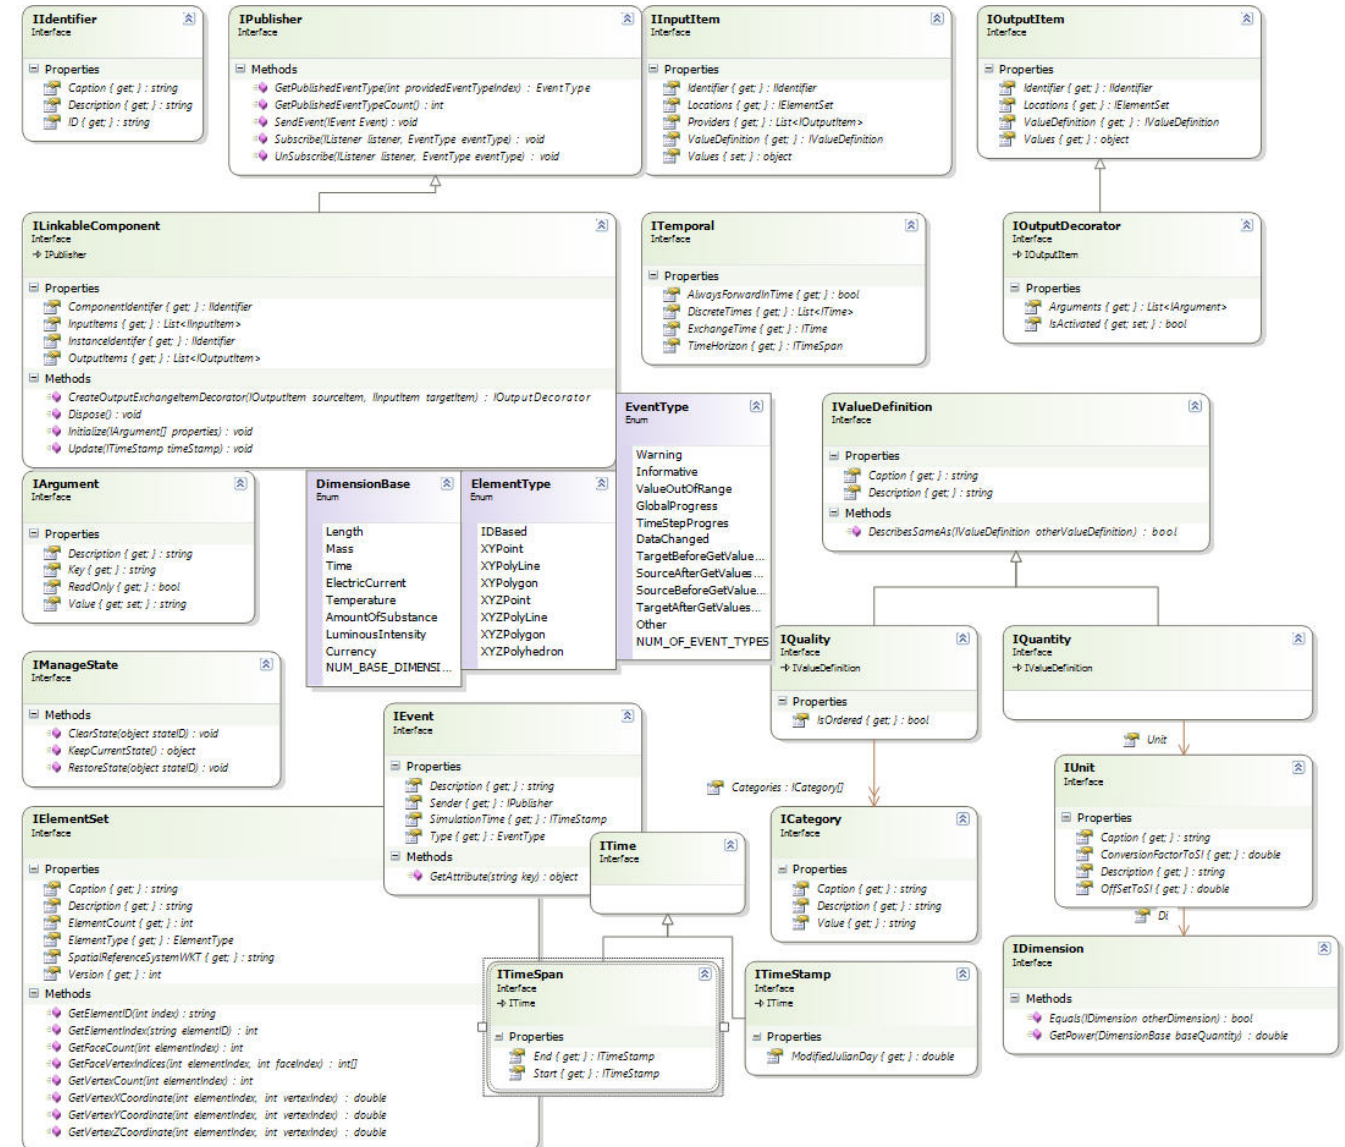 IIdentifier
Interface
Properties
Caption { get; } : string
Description { get; } : string
ID { get; } : string
IPublisher
Interface
Methods
GetPublishedEventType(int providedEventTypeIndex) : EventType
GetPublishedEventTypeCount() : int
SendEvent(IEvent Event) : void
Subscribe(IListener listener, EventType eventType) : void
UnSubscribe(IListener listener, EventType eventType) : void
IInputItem
Interface
Properties
Identifier { get; } : IIdentifier
Locations { get; } : IElementSet
Providers { get; } : List<IOutputItem>
ValueDefinition { get; } : IValueDefinition
Values { set; } : object
IOutputItem
Interface
Properties
Identifier { get; } : IIdentifier
Locations { get; } : IElementSet
ValueDefinition { get; } : IValueDefinition
Values { get; } : object
ILinkableComponent
Interface
IPublisher
Properties
ComponentIdentifer { get; } : IIdentifier
InputItems { get; } : List<IInputItem>
InstanceIdentifer { get; } : IIdentifier
OutputItems { get; } : List<IOutputItem>
Methods
CreateOutputExchangeItemDecorator(IOutputItem sourceItem, IInputItem targetItem) : IOutputDecorator
Dispose() : void
Initialize(IArgument[] properties) : void
Update(ITimeStamp timeStamp) : void
ITemporal
Interface
Properties
AlwaysForwardInTime { get; } : bool
DiscreteTimes { get; } : List<ITime>
ExchangeTime { get; } : ITime
TimeHorizon { get; } : ITimeSpan
IOutputDecorator
Interface
IOutputItem
Properties
Arguments { get; } : List<IArgument>
IsActivated { get; set; } : bool
IArgument
Interface
Properties
Description { get; } : string
Key { get; } : string
ReadOnly { get; } : bool
Value { get; set; } : string
DimensionBase
Enum
Length
Mass
Time
ElectricCurrent
Temperature
AmountOfSubstance
LuminousIntensity
Currency
NUM_BASE_DIMENSI...
ElementType
Enum
IDBased
XYPoint
XYPolyLine
XYPolygon
XYZPoint
XYZPolyLine
XYZPolygon
XYZPolyhedron
EventType
Enum
Warning
Informative
ValueOutOfRange
GlobalProgress
TimeStepProgres
DataChanged
TargetBeforeGetValue...
SourceAfterGetValues...
SourceBeforeGetValue...
TargetAfterGetValues...
Other
NUM_OF_EVENT_TYPES
IValueDefinition
Interface
Properties
Caption { get; } : string
Description { get; } : string
Methods
DescribesSameAs(IValueDefinition otherValueDefinition) : bool
IManageState
Interface
Methods
ClearState(object stateID) : void
KeepCurrentState() : object
RestoreState(object stateID) : void
IQuality
Interface
IValueDefinition
Properties
IsOrdered { get; } : bool
IQuantity
Interface
IValueDefinition
Unit
Categories : ICategory[]
IEvent
Interface
Properties
Description { get; } : string
Sender { get; } : IPublisher
SimulationTime { get; } : ITimeStamp
Type { get; } : EventType
Methods
GetAttribute(string key) : object
IUnit
Interface
Properties
Caption { get; } : string
ConversionFactorToSI { get; } : double
Description { get; } : string
OffSetToSI { get; } : double
Di
IElementSet
Interface
Properties
Caption { get; } : string
Description { get; } : string
ElementCount { get; } : int
ElementType { get; } : ElementType
SpatialReferenceSystemWKT { get; } : string
Version { get; } : int
Methods
GetElementID(int index) : string
GetElementIndex(string elementID) : int
GetFaceCount(int elementIndex) : int
GetFaceVertexIndices(int elementIndex, int faceIndex) : int[]
GetVertexCount(int elementIndex) : int
GetVertexXCoordinate(int elementIndex, int vertexIndex) : double
GetVertexYCoordinate(int elementIndex, int vertexIndex) : double
GetVertexZCoordinate(int elementIndex, int vertexIndex) : double
ITime
Interface
ICategory
Interface
Properties
Caption { get; } : string
Description { get; } : string
Value { get; } : string
ITimeSpan
Interface
ITime
Properties
End { get; } : ITimeStamp
Start { get; } : ITimeStamp
ITimeStamp
Interface
ITime
Properties
ModifiedJulianDay { get; } : double
IDimension
Interface
Methods
Equals(IDimension otherDimension) : bool
GetPower(DimensionBase baseQuantity) : double